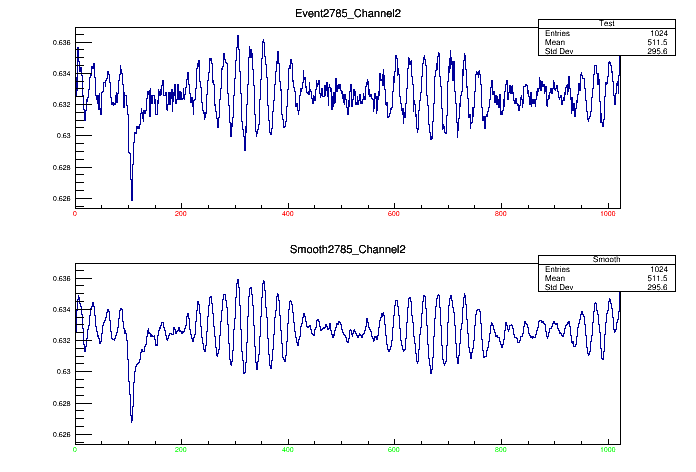 Event2785_Channel2
Test
Entries 1024
Mean 511.5
Std Dev 295.6
0.636
0.634
0.632
0.63
0.628
0.626
0 200 400 600 800 1000
Smooth2785_Channel2
Smooth
Entries 1024
Mean 511.5
Std Dev 295.6
0.636
0.634
0.632
0.63
0.628
0.626
0 200 400 600 800 1000